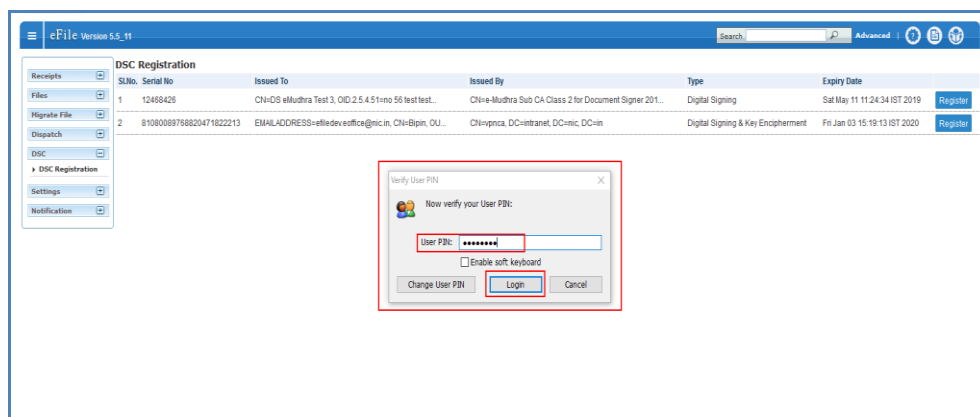 eFile Version 5.5_11 Search Advanced
DSC Registration
Receipts
Files
Migrate File
Dispatch
DSC
DSC Registration
Settings
Notification
Sl.No. Serial No Issued To Issued By Type Expiry Date
1 12468426 CN=DS eMudhra Test 3, OID.2.5.4.51=no 56 test test... CN=e-Mudhra Sub CA Class 2 for Document Signer 201... Digital Signing Sat May 11 11:24:34 IST 2019 Register
2 81080089768820471822213 EMAILADDRESS=efiledev.eoffice@nic.in, CN=Bipin, OU... CN=vpnca, DC=intranet, DC=nic, DC=in Digital Signing & Key Encipherment Fri Jan 03 15:19:13 IST 2020 Register
Verify User PIN
Now verify your User PIN:
User PIN: ••••••••
Enable soft keyboard
Change User PIN Login Cancel